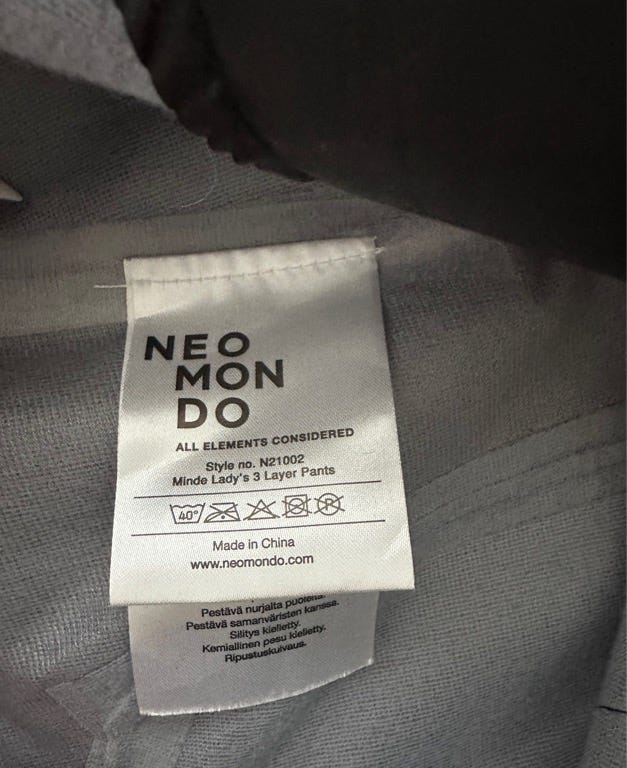 NEO
MON
DO
ALL ELEMENTS CONSIDERED
Style no. N21002
Minde Lady's 3 Layer Pants
40°
Made in China
www.neomondo.com
Pestävä nurjalta puolelta.
Pestävä samanväristen kanssa.
Silitys kielletty.
Kemiallinen pesu kielletty.
Ripustuskuivaus.